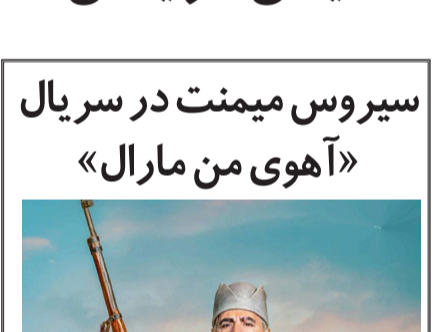 سیروس میمنت در سریال
«آهوی من مارال»